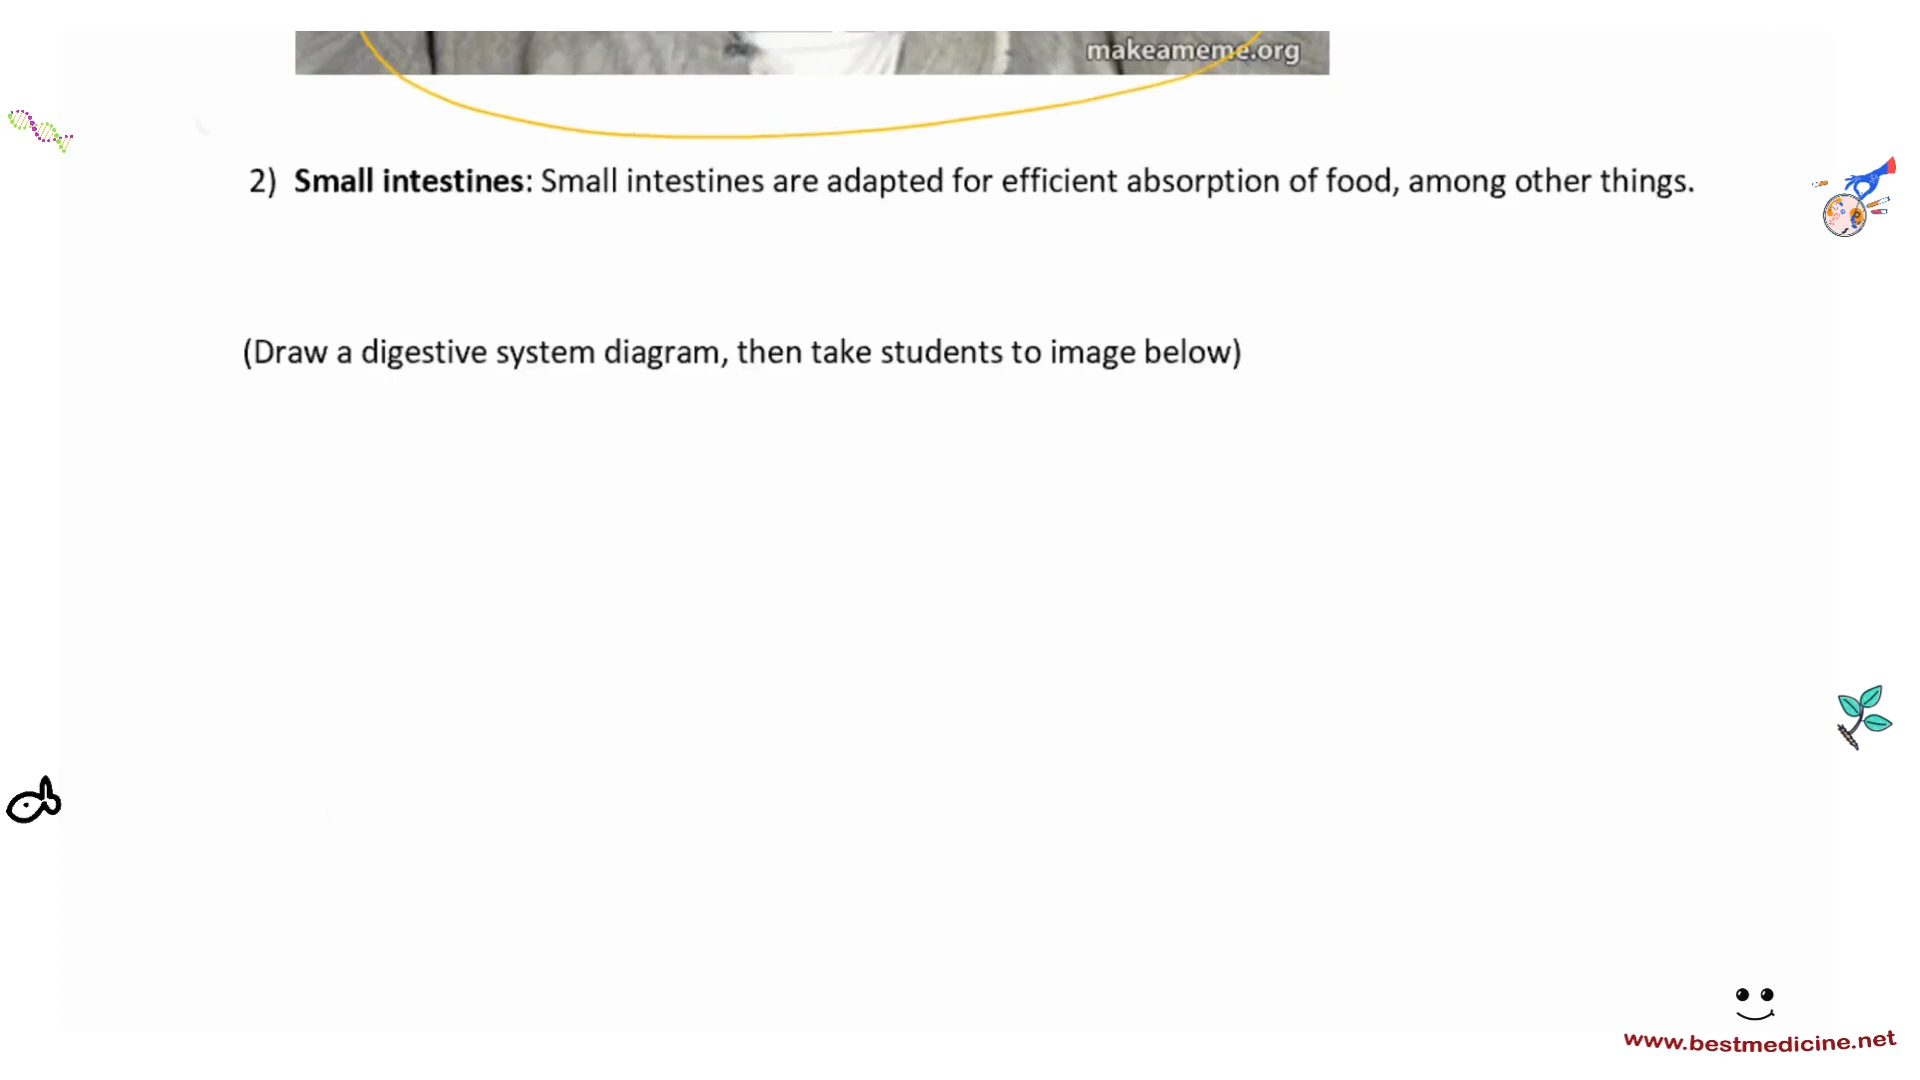 makeameme.org
2) Small intestines: Small intestines are adapted for efficient absorption of food, among other things.
(Draw a digestive system diagram, then take students to image below)
www.bestmedicine.net